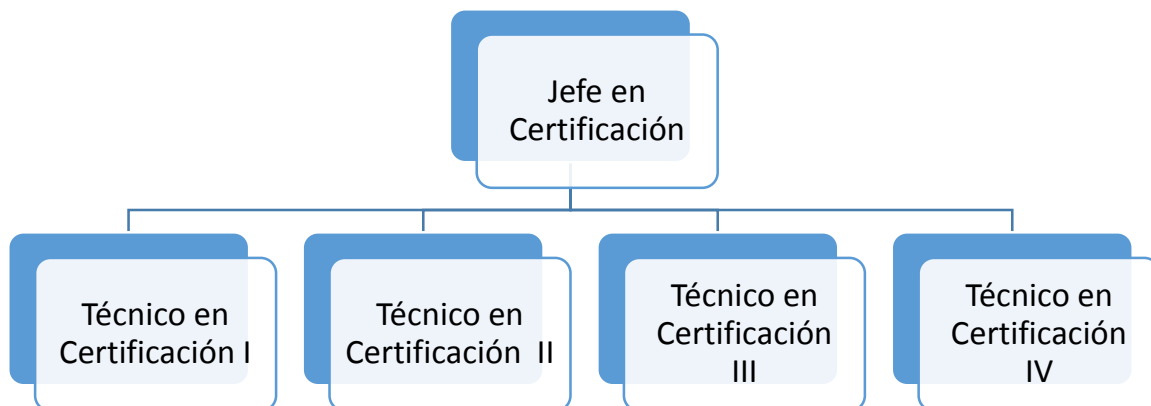 Jefe en
Certificación
Técnico en
Certificación I
Técnico en
Certificación II
Técnico en
Certificación
III
Técnico en
Certificación
IV